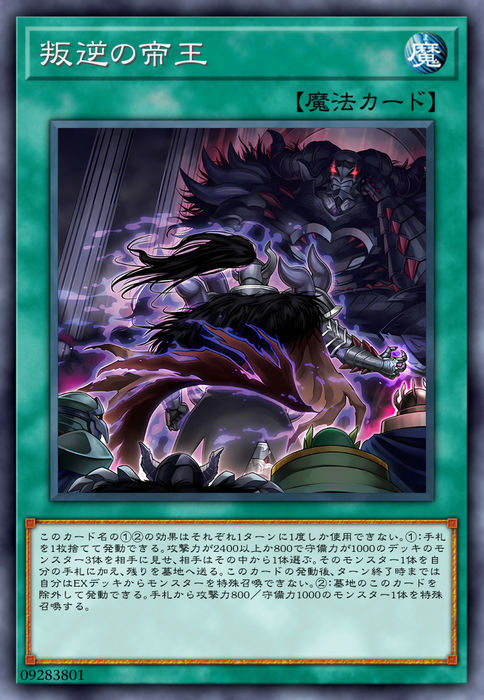 叛逆の帝王
魔
【魔法カード】
このカード名の①②の効果はそれぞれ1ターンに1度しか使用できない。①:手札
を1枚捨てて発動できる。攻撃力が2400以上か800で守備力が1000のデッキのモ
ンスター3体を相手に見せ、相手はその中から1体選ぶ。そのモンスター1体を自
分の手札に加え、残りを墓地へ送る。このカードの発動後、ターン終了時までは
自分はEXデッキからモンスターを特殊召喚できない。②:墓地のこのカードを
除外して発動できる。手札から攻撃力800/守備力1000のモンスター1体を特殊
召喚する。
09283801